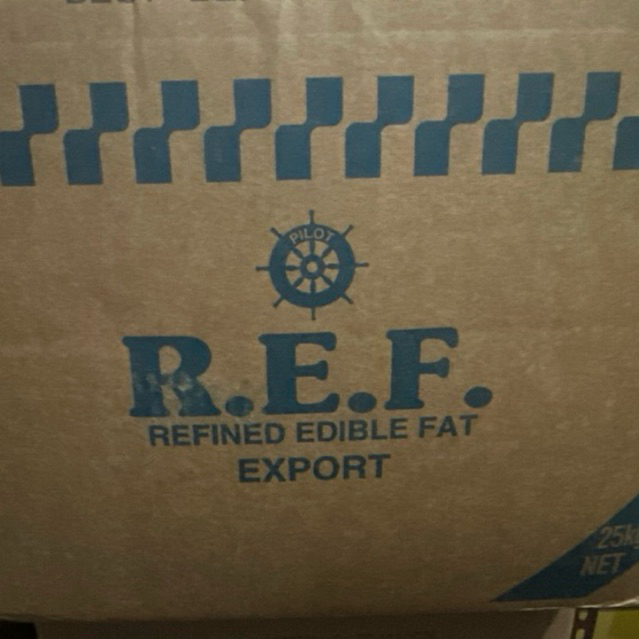 PILOT
R.E.F.
REFINED EDIBLE FAT
EXPORT
25kg
NET